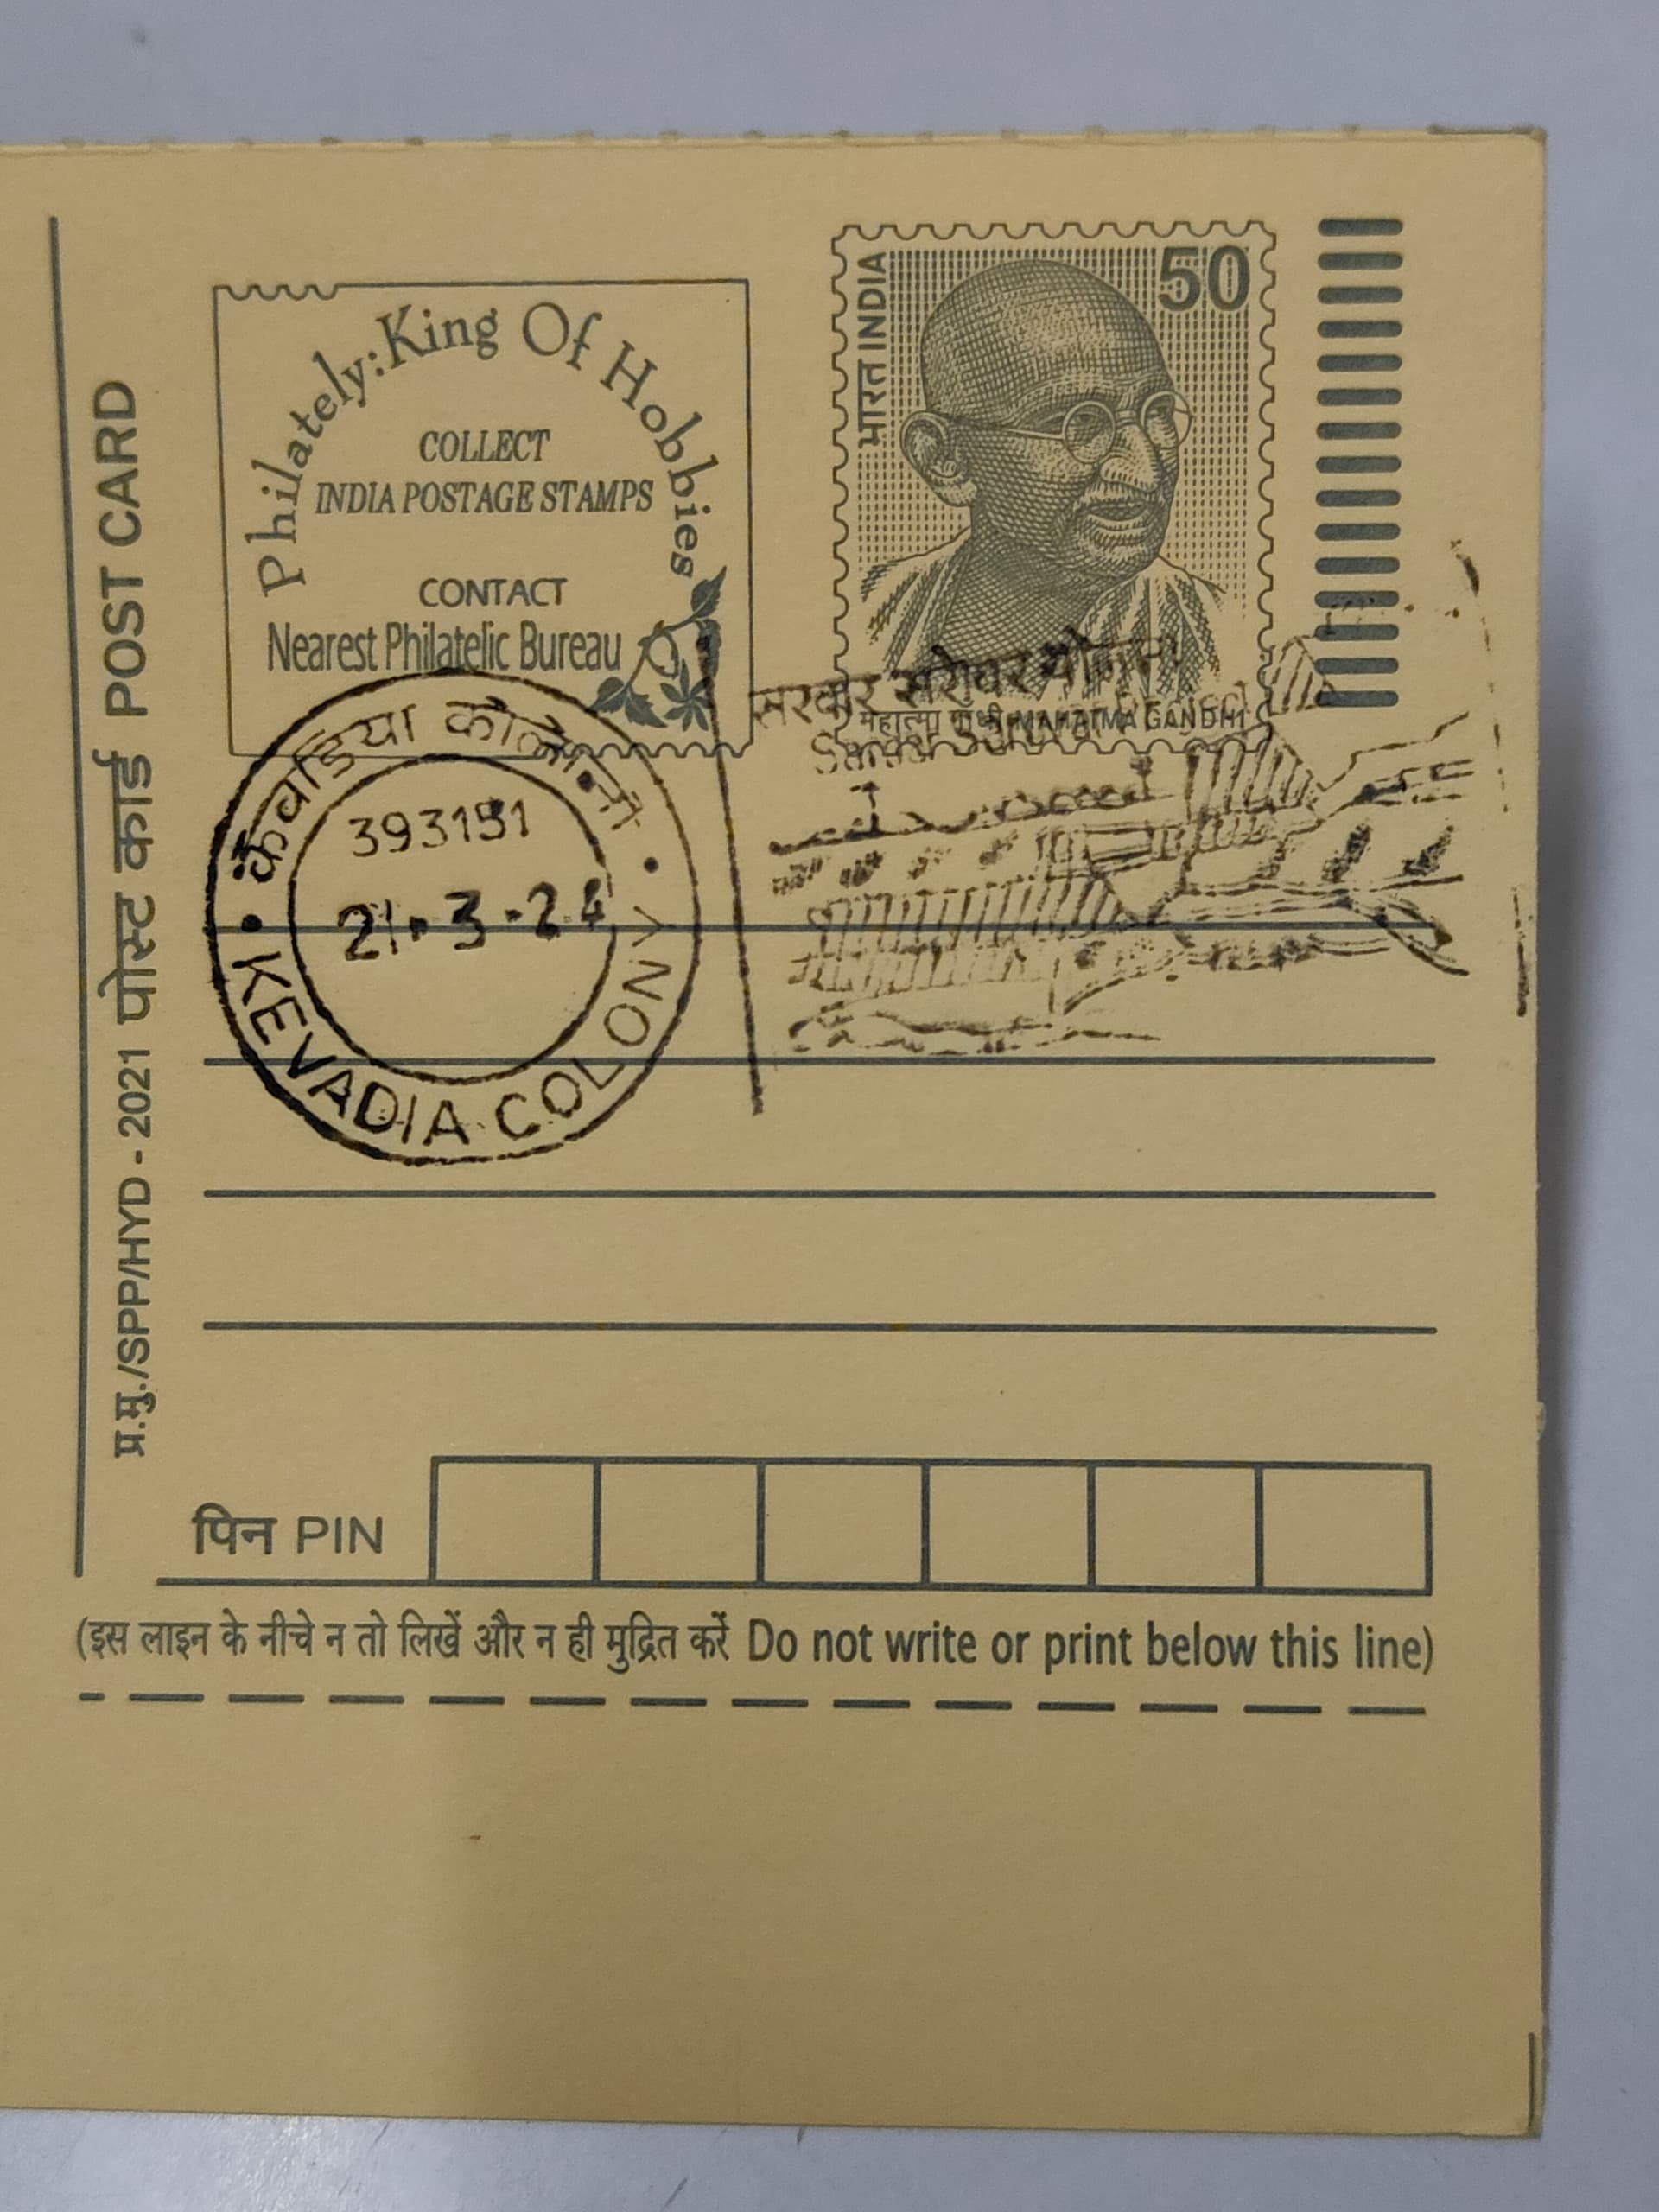 प्र.मु./SPP/HYD - 2021 पोस्ट कार्ड POST CARD
Philately:King Of Hobbies
COLLECT
INDIA POSTAGE STAMPS
CONTACT
Nearest Philatelic Bureau
भारत INDIA
50
महात्मा गांधी MAHATMA GANDHI
सरदार सरोवर
Sardar
केवडिया कोलोनी
393151
21.3.24
KEVADIA COLONY
पिन PIN
(इस लाइन के नीचे न तो लिखें और न ही मुद्रित करें Do not write or print below this line)